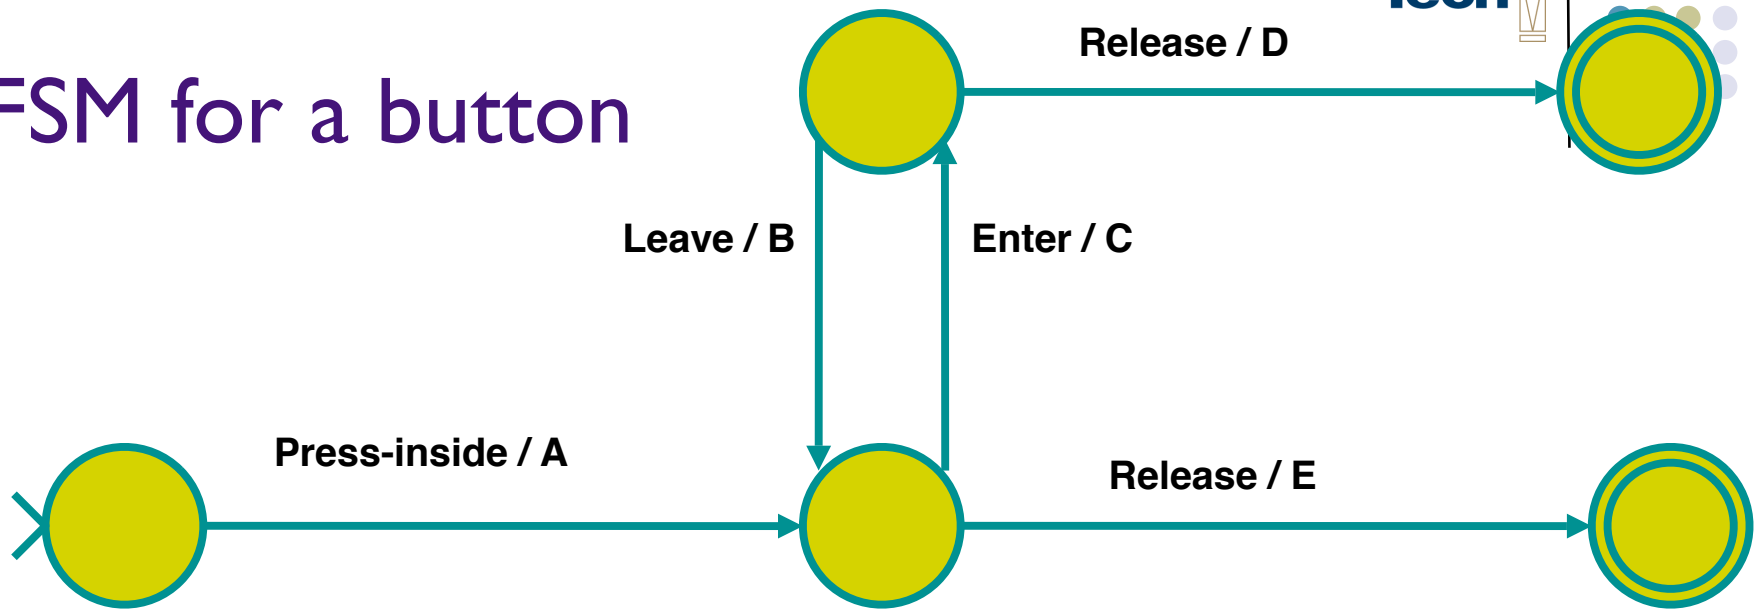 FSM for a button
Release / D
Leave / B
Enter / C
Press-inside / A
Release / E